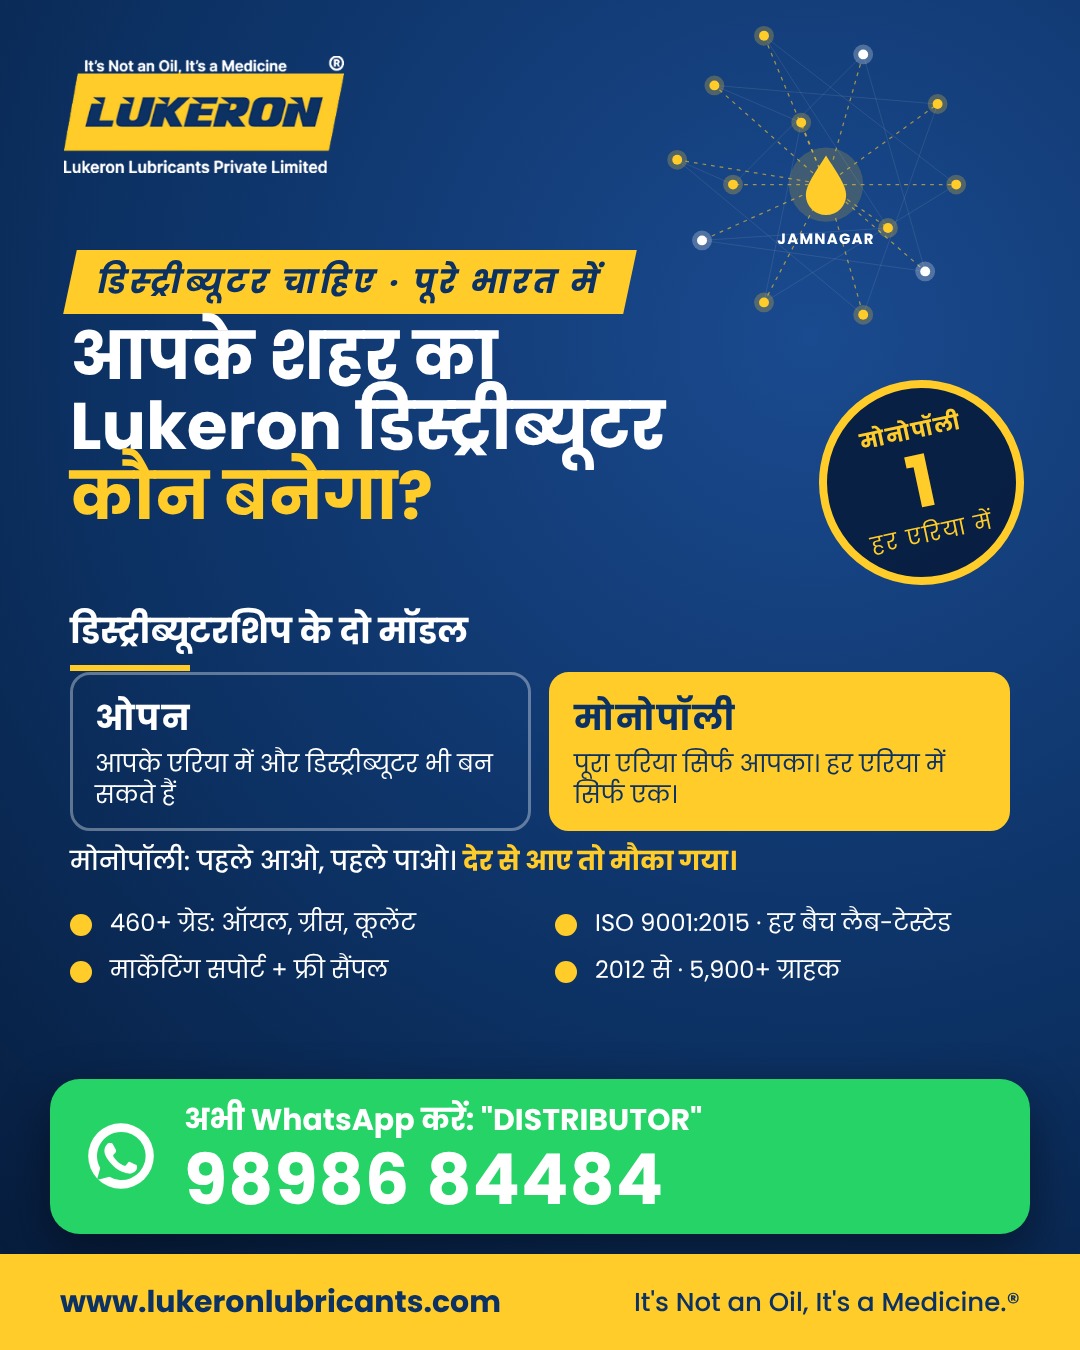 It's Not an Oil, It's a Medicine ®
LUKERON
Lukeron Lubricants Private Limited
JAMNAGAR
डिस्ट्रीब्यूटर चाहिए · पूरे भारत में
आपके शहर का
Lukeron डिस्ट्रीब्यूटर
कौन बनेगा?
मोनोपॉली
1
हर एरिया में
डिस्ट्रीब्यूटरशिप के दो मॉडल
ओपन
आपके एरिया में और डिस्ट्रीब्यूटर भी बन
सकते हैं
मोनोपॉली
पूरा एरिया सिर्फ आपका। हर एरिया में
सिर्फ एक।
मोनोपॉली: पहले आओ, पहले पाओ। देर से आए तो मौका गया।
460+ ग्रेड: ऑयल, ग्रीस, कूलेंट
ISO 9001:2015 · हर बैच लैब-टेस्टेड
मार्केटिंग सपोर्ट + फ्री सैंपल
2012 से · 5,900+ ग्राहक
अभी WhatsApp करें: "DISTRIBUTOR"
98986 84484
www.lukeronlubricants.com
It's Not an Oil, It's a Medicine.®